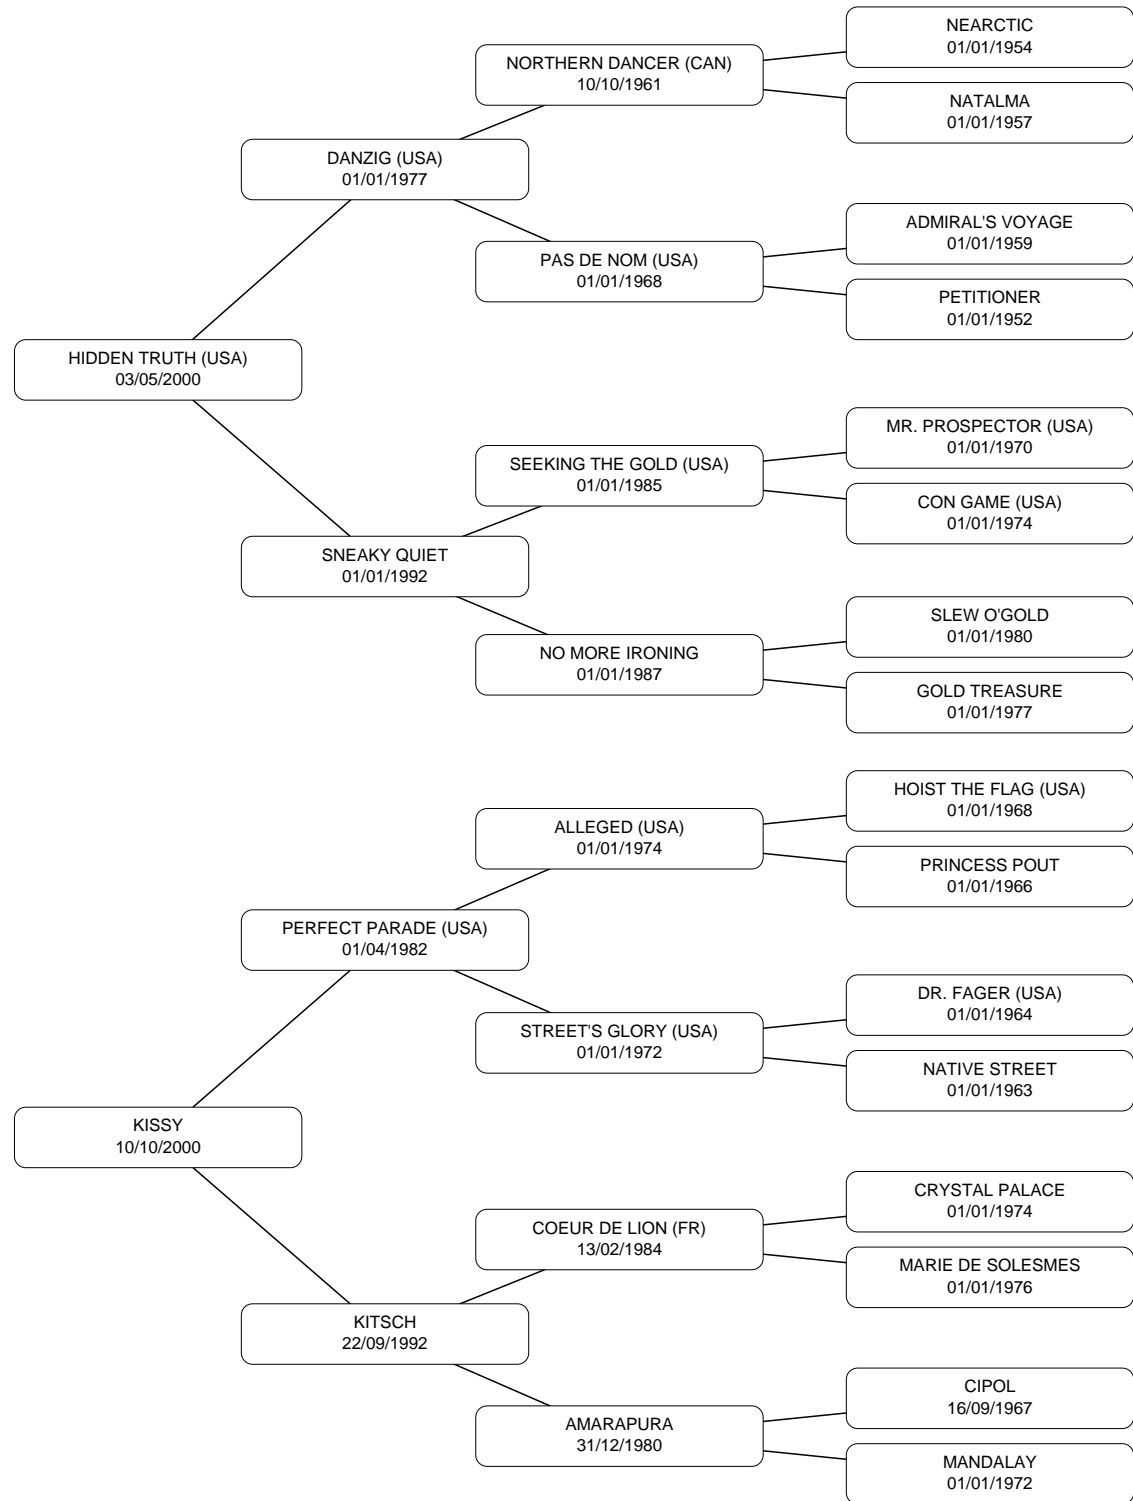 NEARCTIC
01/01/1954
NORTHERN DANCER (CAN)
10/10/1961
NATALMA
01/01/1957
DANZIG (USA)
01/01/1977
ADMIRAL'S VOYAGE
01/01/1959
PAS DE NOM (USA)
01/01/1968
PETITIONER
01/01/1952
HIDDEN TRUTH (USA)
03/05/2000
MR. PROSPECTOR (USA)
01/01/1970
SEEKING THE GOLD (USA)
01/01/1985
CON GAME (USA)
01/01/1974
SNEAKY QUIET
01/01/1992
SLEW O'GOLD
01/01/1980
NO MORE IRONING
01/01/1987
GOLD TREASURE
01/01/1977
HOIST THE FLAG (USA)
01/01/1968
ALLEGED (USA)
01/01/1974
PRINCESS POUT
01/01/1966
PERFECT PARADE (USA)
01/04/1982
DR. FAGER (USA)
01/01/1964
STREET'S GLORY (USA)
01/01/1972
NATIVE STREET
01/01/1963
KISSY
10/10/2000
CRYSTAL PALACE
01/01/1974
COEUR DE LION (FR)
13/02/1984
MARIE DE SOLESMES
01/01/1976
KITSCH
22/09/1992
CIPOL
16/09/1967
AMARAPURA
31/12/1980
MANDALAY
01/01/1972